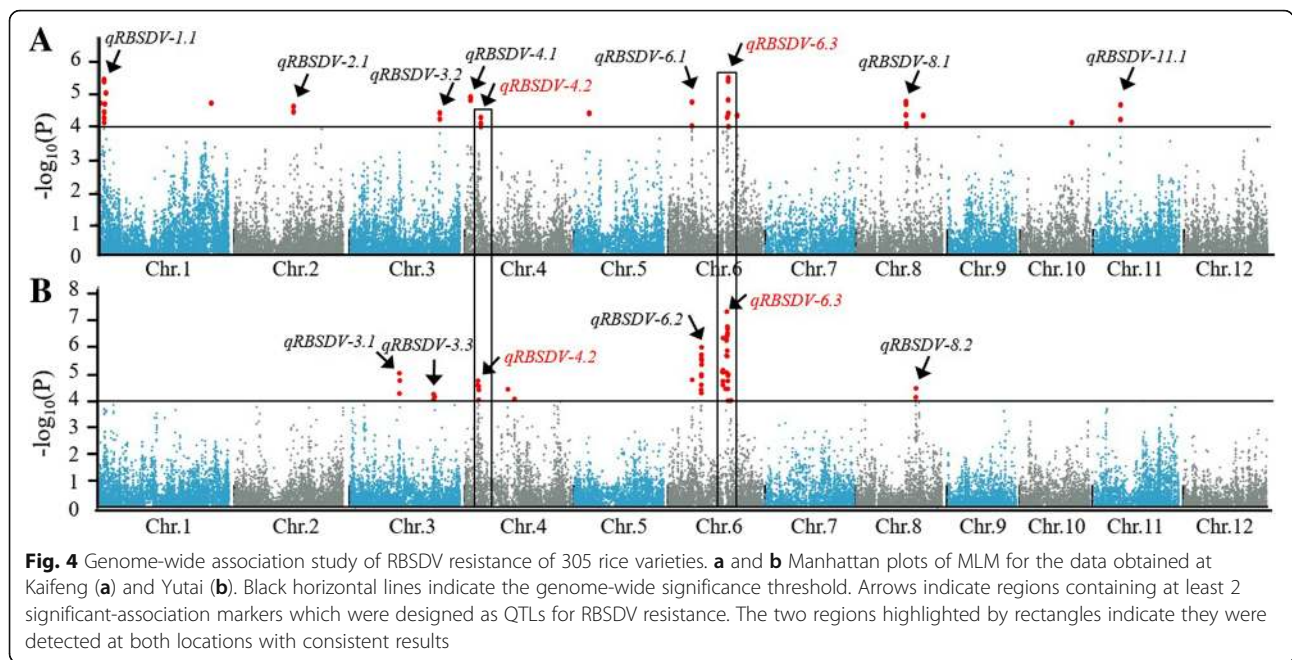 A
qRBSDV-1.1
qRBSDV-2.1
qRBSDV-3.2
qRBSDV-4.1
qRBSDV-4.2
qRBSDV-6.1
qRBSDV-6.3
qRBSDV-8.1
qRBSDV-11.1
-log10(P)
6
5
4
3
2
1
0
Chr.1 Chr.2 Chr.3 Chr.4 Chr.5 Chr.6 Chr.7 Chr.8 Chr.9 Chr.10 Chr.11 Chr.12
B
qRBSDV-3.1
qRBSDV-3.3
qRBSDV-4.2
qRBSDV-6.2
qRBSDV-6.3
qRBSDV-8.2
-log10(P)
8
7
6
5
4
3
2
1
0
Chr.1 Chr.2 Chr.3 Chr.4 Chr.5 Chr.6 Chr.7 Chr.8 Chr.9 Chr.10 Chr.11 Chr.12
Fig. 4 Genome-wide association study of RBSDV resistance of 305 rice varieties. a and b Manhattan plots of MLM for the data obtained at
Kaifeng (a) and Yutai (b). Black horizontal lines indicate the genome-wide significance threshold. Arrows indicate regions containing at least 2
significant-association markers which were designed as QTLs for RBSDV resistance. The two regions highlighted by rectangles indicate they were
detected at both locations with consistent results